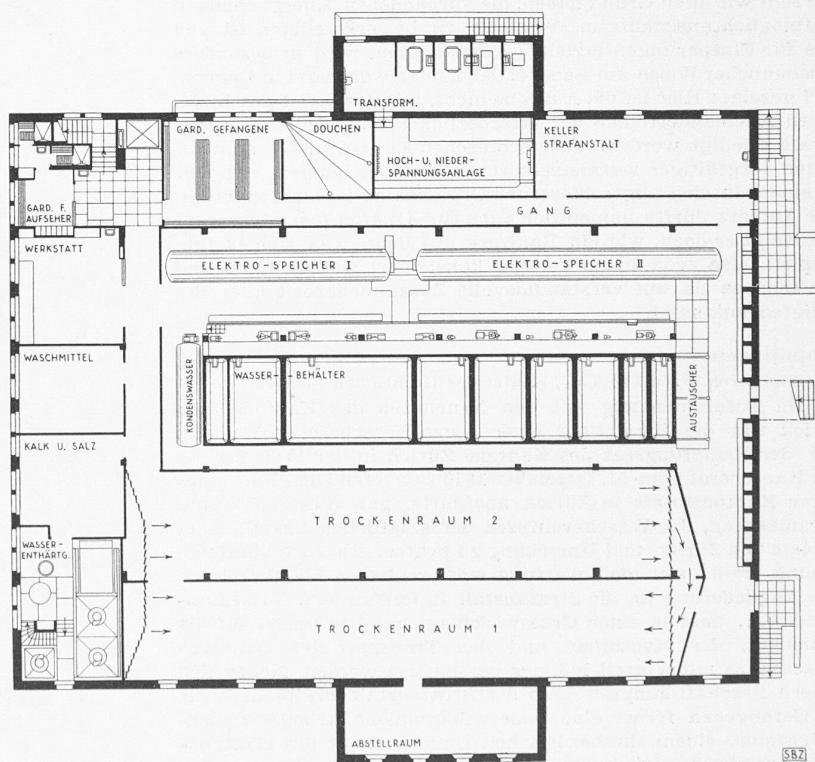 TRANSFORM.
GARD. GEFANGENE
DOUCHEN
KELLER
STRAFANSTALT
HOCH- U. NIEDER-
SPANNUNGSANLAGE
GARD. F.
AUFSEHER
GANG
WERKSTATT
ELEKTRO-SPEICHER I
ELEKTRO-SPEICHER II
WASCHMITTEL
KONDENSWASSER
WASSER-BEHÄLTER
AUSTAUSCHER
KALK U. SALZ
TROCKENRAUM 2
WASSER-
ENTHÄRTG.
TROCKENRAUM 1
ABSTELLRAUM
SBZ